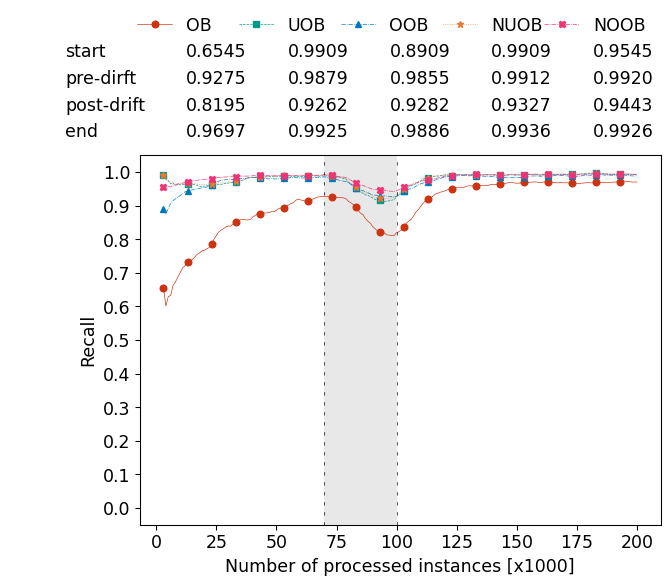 OB UOB OOB NUOB NOOB
start 0.6545 0.9909 0.8909 0.9909 0.9545
pre-dirft 0.9275 0.9879 0.9855 0.9912 0.9920
post-drift 0.8195 0.9262 0.9282 0.9327 0.9443
end 0.9697 0.9925 0.9886 0.9936 0.9926
1.0
0.9
0.8
0.7
0.6
0.5
0.4
0.3
0.2
0.1
0.0
Recall
0 25 50 75 100 125 150 175 200
Number of processed instances [x1000]